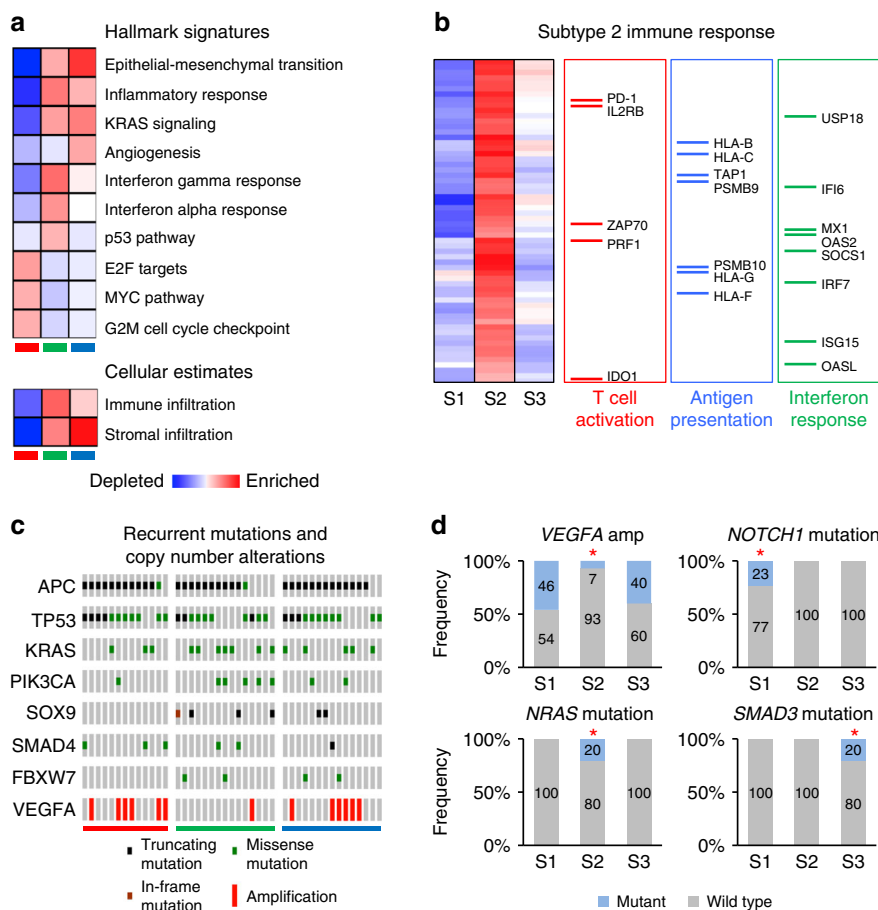 a
Hallmark signatures
Epithelial-mesenchymal transition
Inflammatory response
KRAS signaling
Angiogenesis
Interferon gamma response
Interferon alpha response
p53 pathway
E2F targets
MYC pathway
G2M cell cycle checkpoint
Cellular estimates
Immune infiltration
Stromal infiltration
Depleted
Enriched
b
Subtype 2 immune response
S1 S2 S3
PD-1
IL2RB
ZAP70
PRF1
IDO1
T cell
activation
HLA-B
HLA-C
TAP1
PSMB9
PSMB10
HLA-G
HLA-F
Antigen
presentation
USP18
IFI6
MX1
OAS2
SOCS1
IRF7
ISG15
OASL
Interferon
response
c
Recurrent mutations and
copy number alterations
APC
TP53
KRAS
PIK3CA
SOX9
SMAD4
FBXW7
VEGFA
Truncating
mutation
Missense
mutation
In-frame
mutation
Amplification
d
VEGFA amp
*
Frequency
100%
50%
0%
46 7 40
54 93 60
S1 S2 S3
NOTCH1 mutation
*
100%
50%
0%
23
77 100 100
S1 S2 S3
NRAS mutation
*
Frequency
100%
50%
0%
20
100 80 100
S1 S2 S3
SMAD3 mutation
*
100%
50%
0%
20
100 100 80
S1 S2 S3
Mutant
Wild type